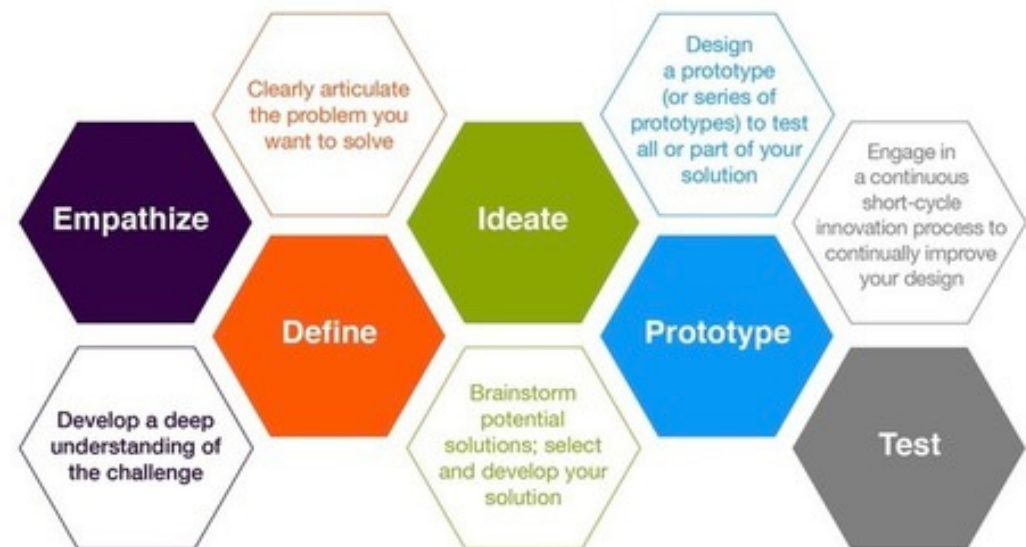 Empathize
Develop a deep
understanding of
the challenge
Clearly articulate
the problem you
want to solve
Define
Ideate
Brainstorm
potential
solutions; select
and develop your
solution
Design
a prototype
(or series of
prototypes) to test
all or part of your
solution
Prototype
Engage in
a continuous
short-cycle
innovation process to
continually improve
your design
Test